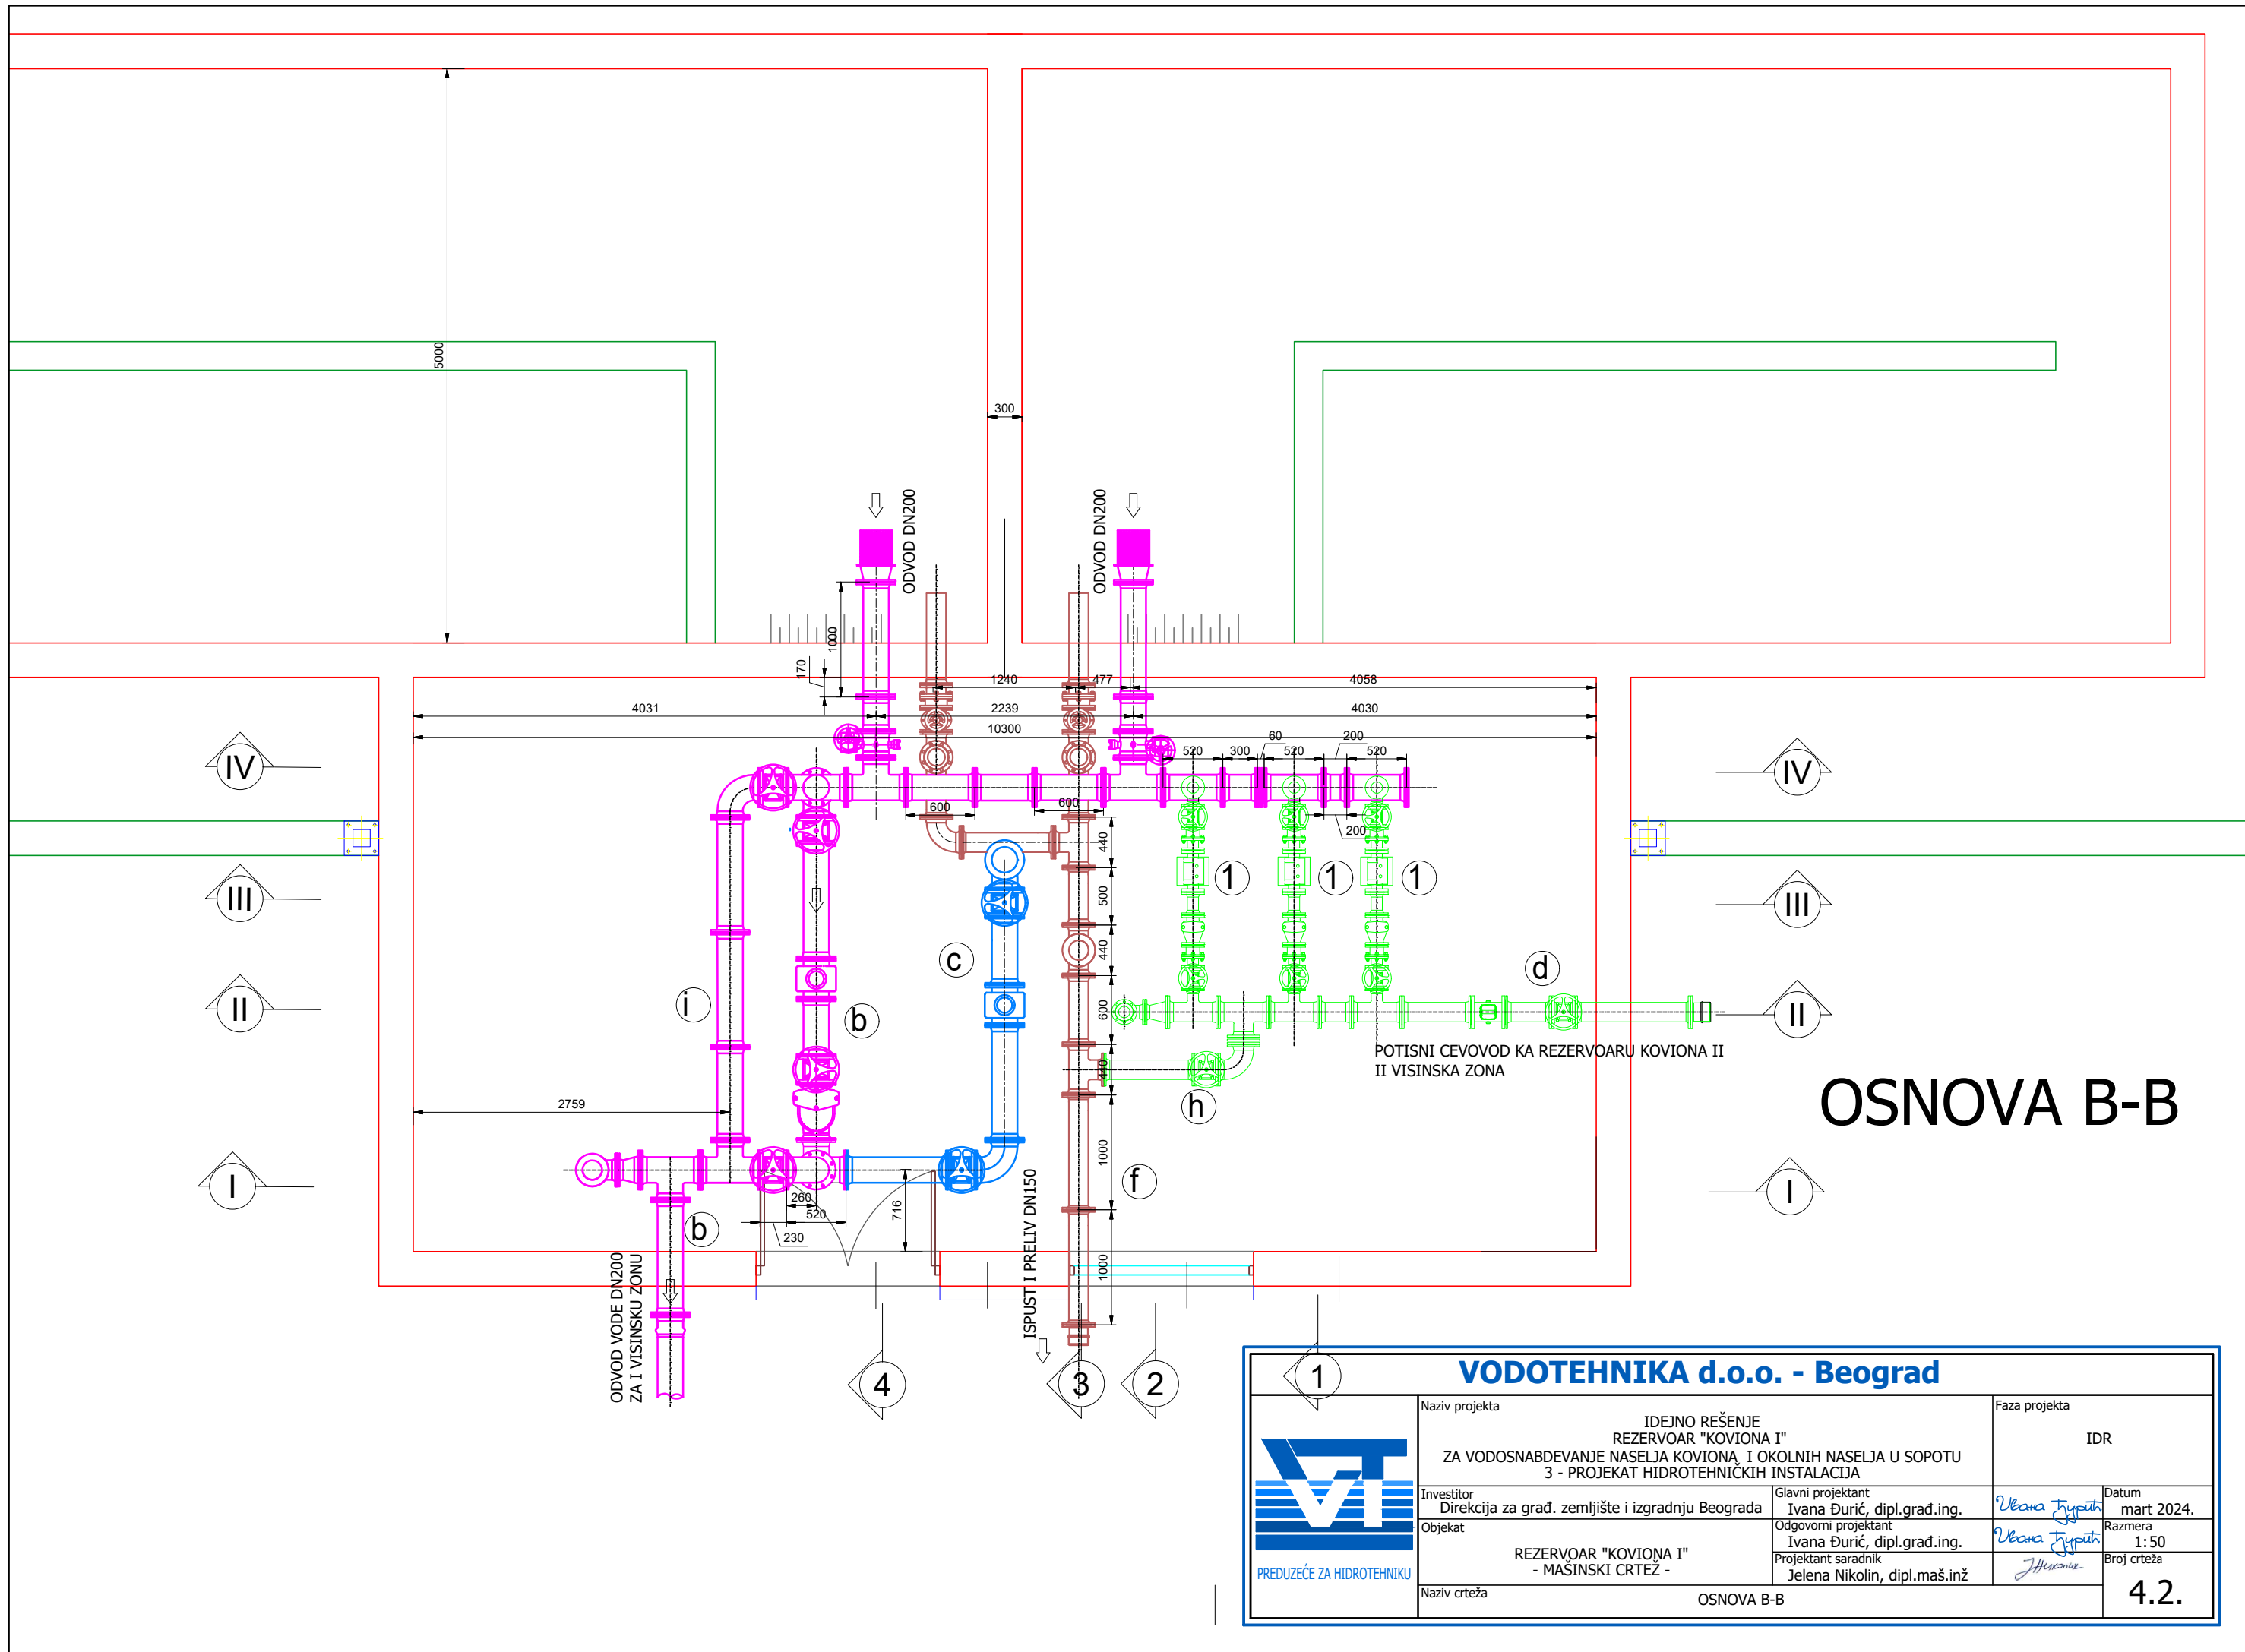 5000
300
ODVOD DN200
ODVOD DN200
1000
170
1240
477
4058
4031
2239
4030
10300
60
200
520
300
520
520
IV
IV
600
600
200
440
1
1
1
III
III
500
c
440
d
i
b
II
II
600
POTISNI CEVOVOD KA REZERVOARU KOVIONA II
II VISINSKA ZONA
440
h
OSNOVA B-B
2759
1000
f
I
I
260
520
230
716
b
ODVOD VODE DN200
ZA I VISINSKU ZONU
ISPUST I PRELIV DN150
1000
4
3
2
1
VODOTEHNIKA d.o.o. - Beograd
Naziv projekta
IDEJNO REŠENJE
REZERVOAR "KOVIONA I"
ZA VODOSNABDEVANJE NASELJA KOVIONA I OKOLNIH NASELJA U SOPOTU
3 - PROJEKAT HIDROTEHNIČKIH INSTALACIJA
Faza projekta
IDR
VT
PREDUZEĆE ZA HIDROTEHNIKU
Investitor
Direkcija za građ. zemljište i izgradnju Beograda
Glavni projektant
Ivana Đurić, dipl.građ.ing.
Ивана Ђурић
Datum
mart 2024.
Objekat
REZERVOAR "KOVIONA I"
- MAŠINSKI CRTEŽ -
Odgovorni projektant
Ivana Đurić, dipl.građ.ing.
Ивана Ђурић
Razmera
1:50
Projektant saradnik
Jelena Nikolin, dipl.maš.inž
Broj crteža
4.2.
Naziv crteža
OSNOVA B-B